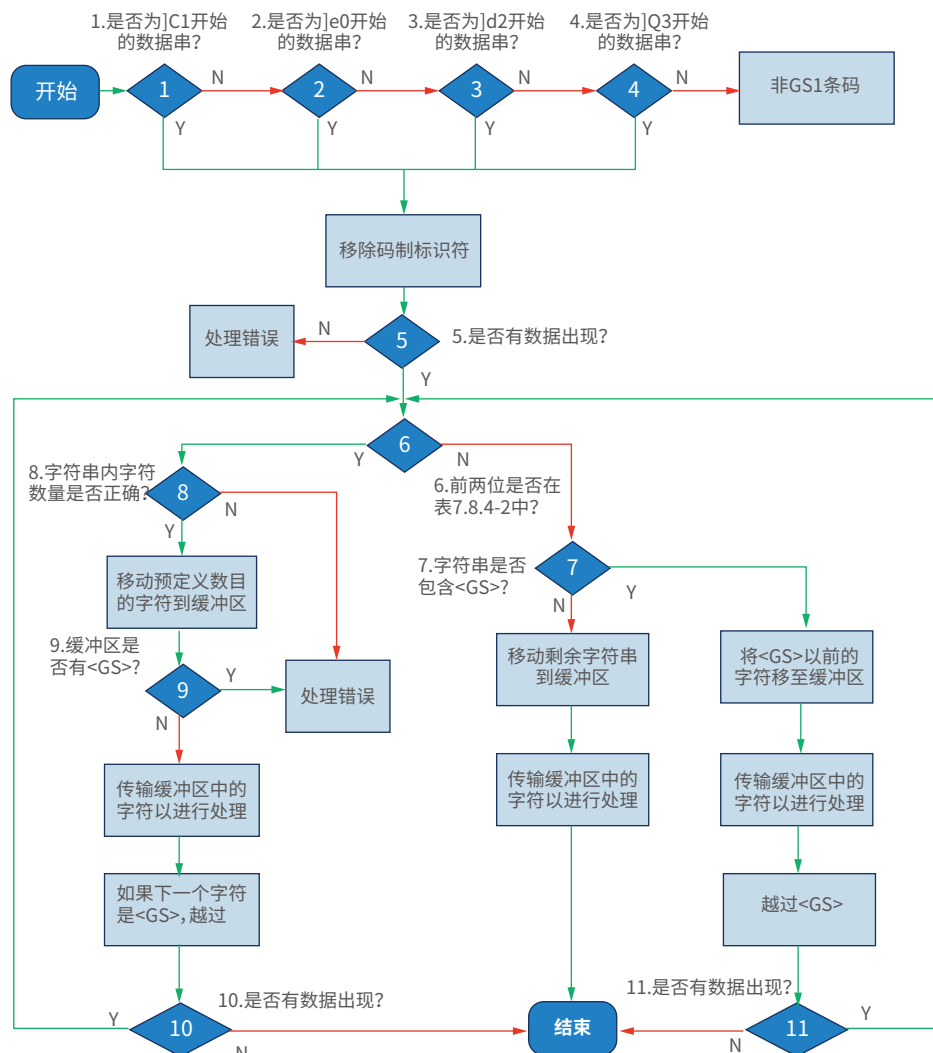 1.是否为]C1开始
的数据串?
2.是否为]e0开始
的数据串?
3.是否为]d2开始
的数据串?
4.是否为]Q3开始
的数据串?
开始
1
N
2
N
3
N
4
N
非GS1条码
Y
Y
Y
Y
移除码制标识符
处理错误
N
5
5.是否有数据出现?
Y
6
Y
N
8.字符串内字符
数量是否正确?
8
N
Y
6.前两位是否在
表7.8.4-2中?
7.字符串是否
包含<GS>?
7
Y
N
移动预定义数目
的字符到缓冲区
9.缓冲区是
否有<GS>?
9
Y
N
处理错误
移动剩余字符串
到缓冲区
将<GS>以前的
字符移至缓冲区
传输缓冲区中的
字符以进行处理
传输缓冲区中的
字符以进行处理
传输缓冲区中的
字符以进行处理
如果下一个字符
是<GS>,越过
越过<GS>
10.是否有数据出现?
11.是否有数据出现?
Y
10
N
结束
N
11
Y